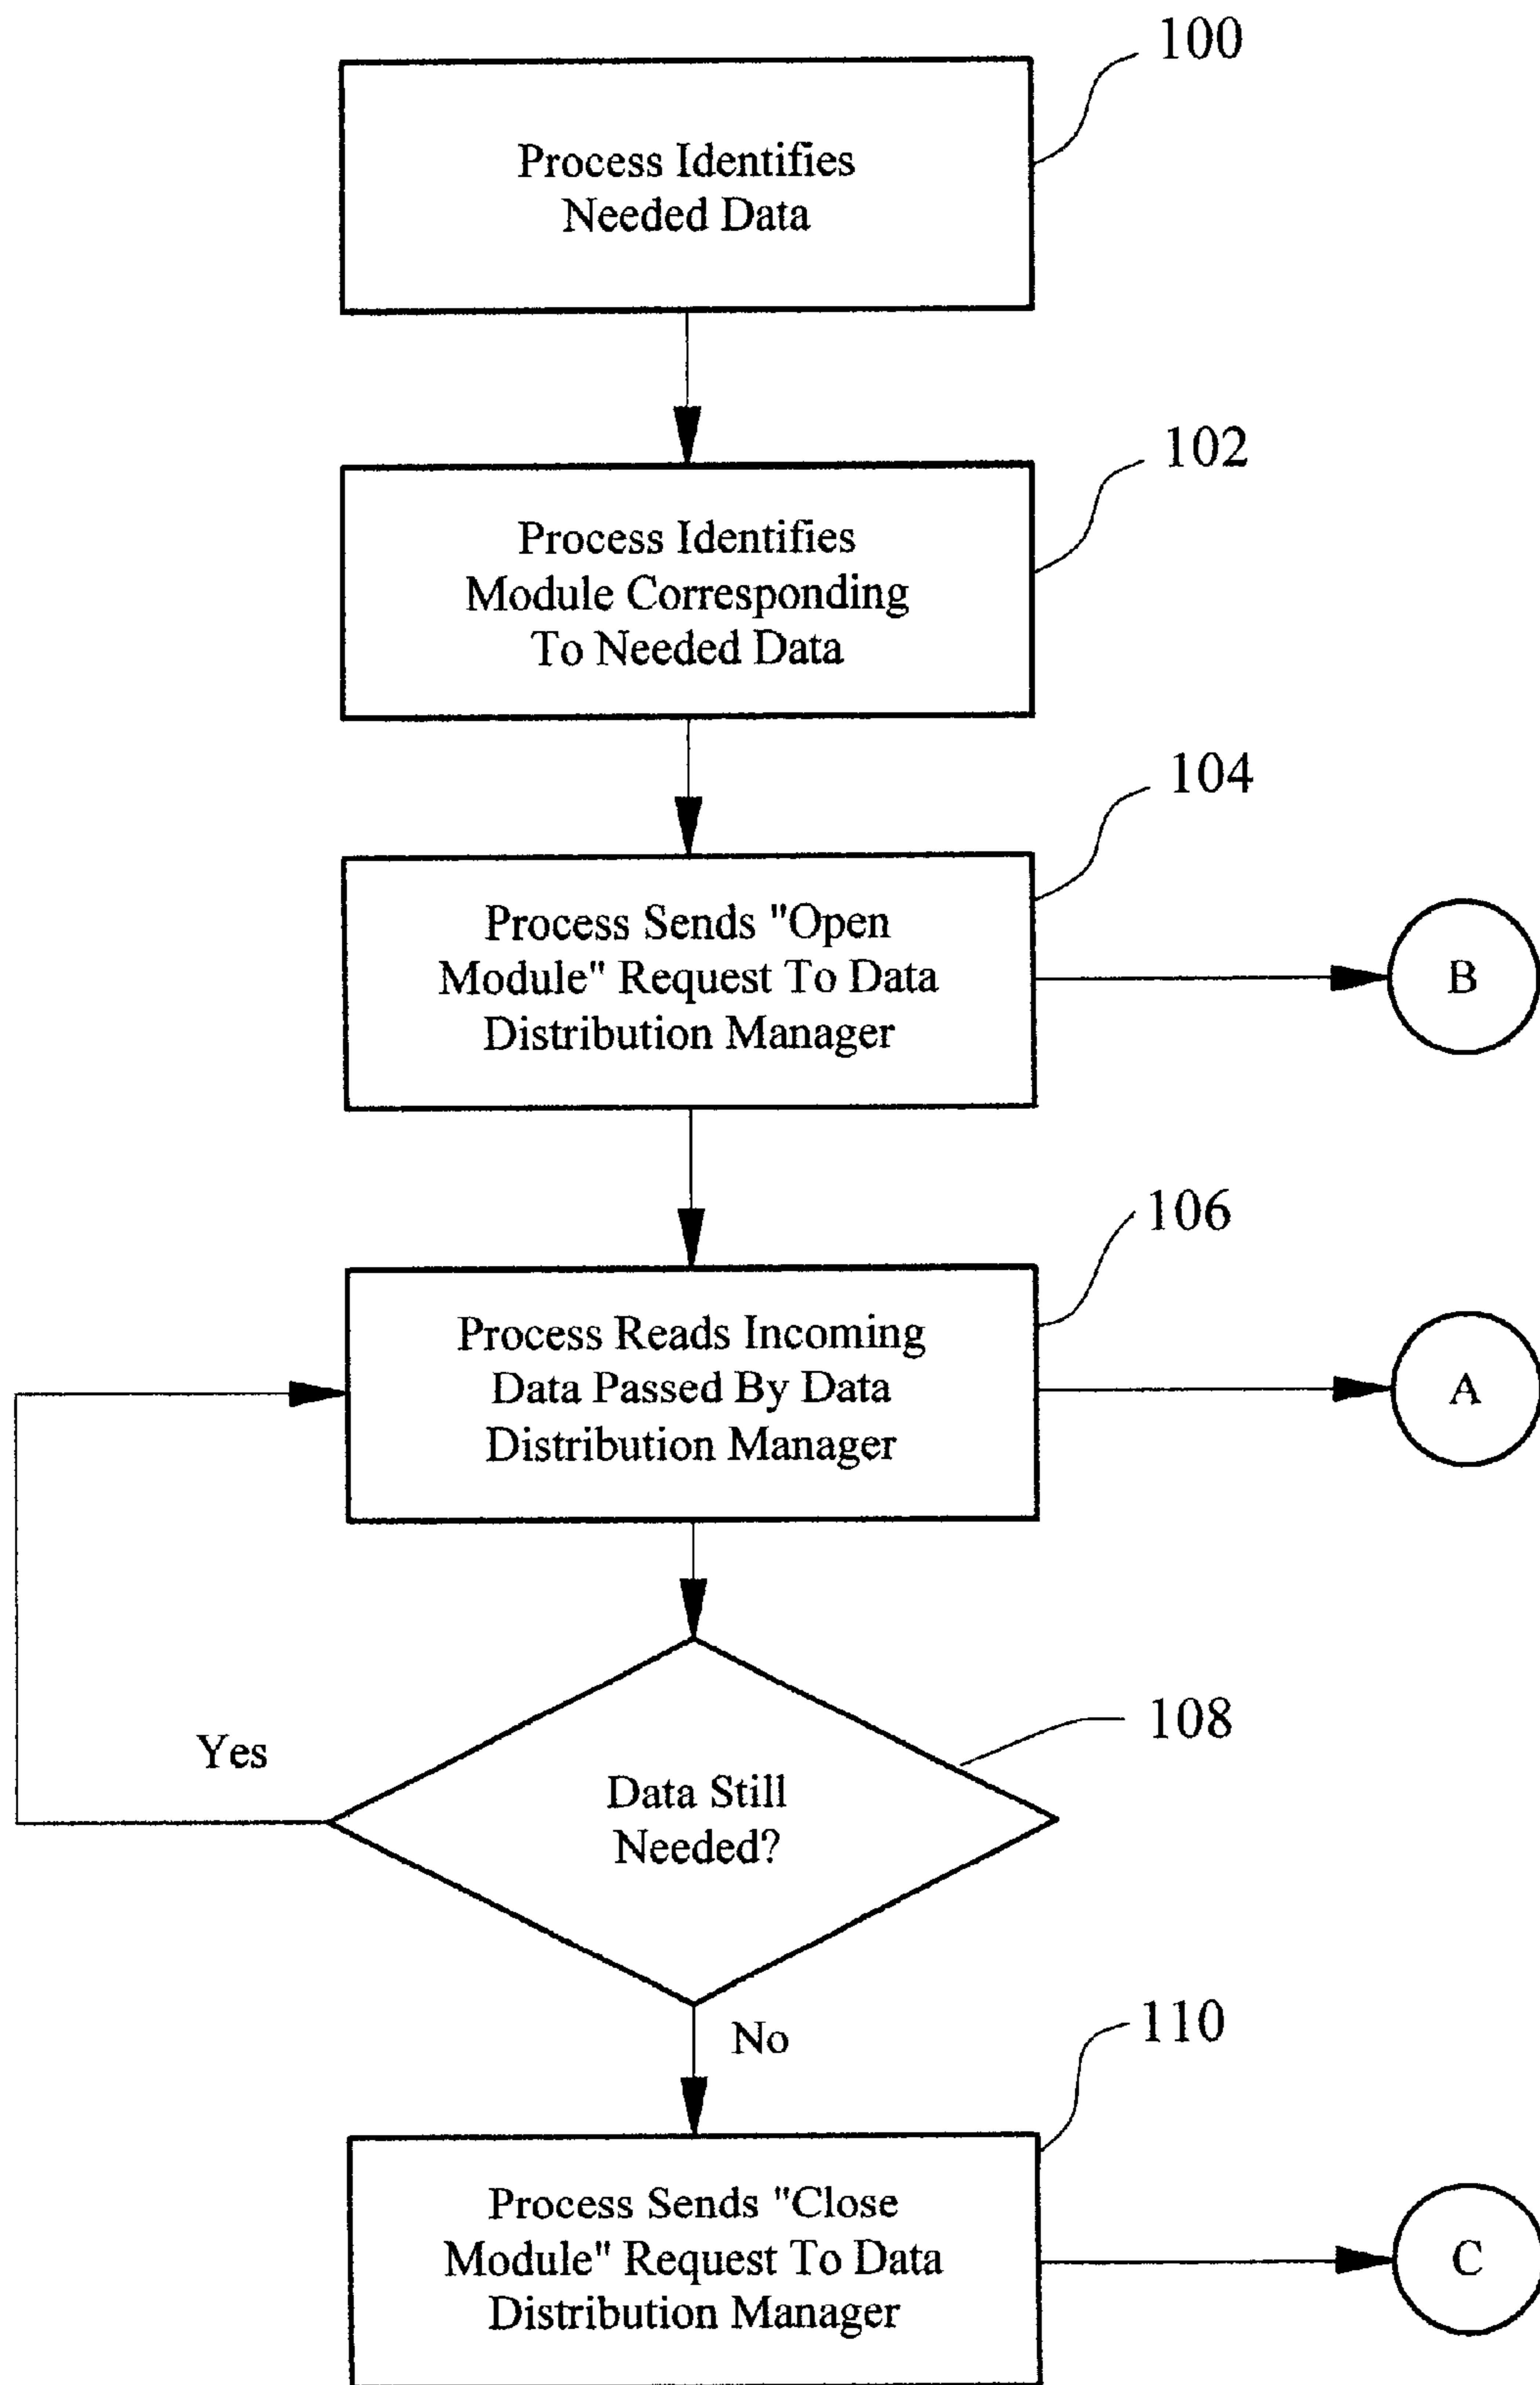 100
Process Identifies
Needed Data
102
Process Identifies
Module Corresponding
To Needed Data
104
Process Sends "Open
Module" Request To Data
Distribution Manager
B
106
Process Reads Incoming
Data Passed By Data
Distribution Manager
A
108
Yes
Data Still
Needed?
No
110
Process Sends "Close
Module" Request To Data
Distribution Manager
C